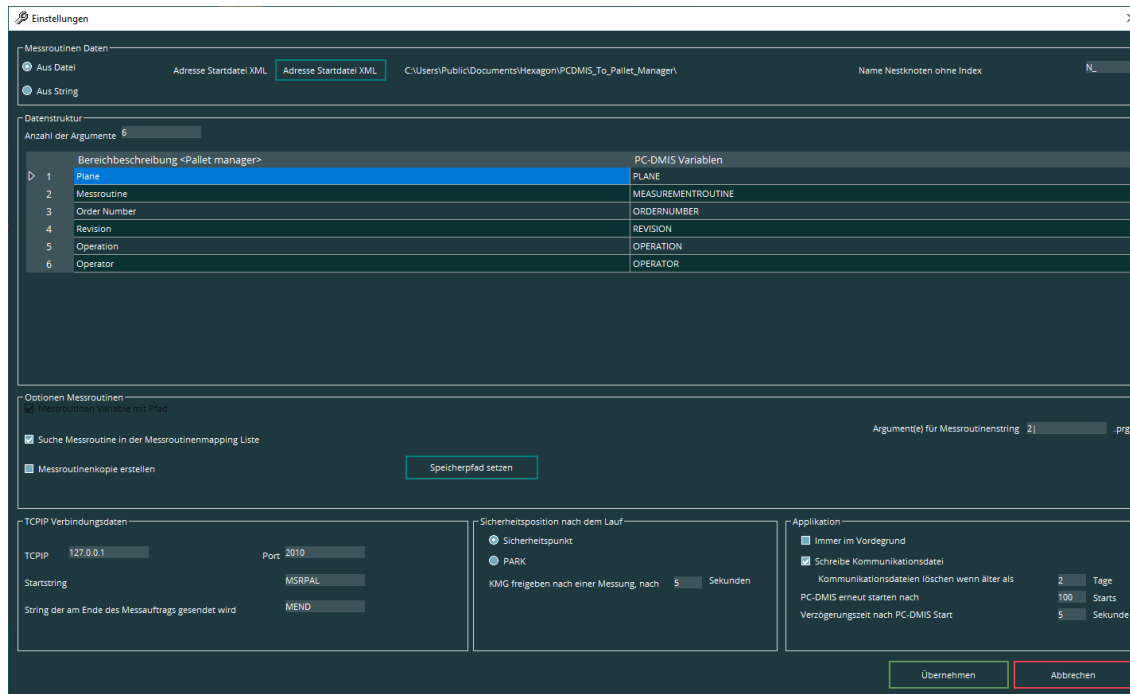 Einstellungen
Messroutinen Daten
Aus Datei
Adresse Startdatei XML
Adresse Startdatei XML
C:\Users\Public\Documents\Hexagon\PCDMIS_To_Pallet_Manager\
Name Nestknoten ohne Index
N_
Aus String
Datenstruktur
Anzahl der Argumente 6
Bereichbeschreibung <Pallet manager> PC-DMIS Variablen
1 Plane PLANE
2 Messroutine MEASUREMENTROUTINE
3 Order Number ORDERNUMBER
4 Revision REVISION
5 Operation OPERATION
6 Operator OPERATOR
Optionen Messroutinen
Messroutinen Variable mit Pfad
Argument(e) für Messroutinenstring 2| .prg
Suche Messroutine in der Messroutinenmapping Liste
Messroutinenkopie erstellen
Speicherpfad setzen
TCPIP Verbindungsdaten
TCPIP 127.0.0.1 Port 2010
Startstring MSRPAL
String der am Ende des Messauftrags gesendet wird MEND
Sicherheitsposition nach dem Lauf
Sicherheitspunkt
PARK
KMG freigeben nach einer Messung, nach 5 Sekunden
Applikation
Immer im Vordegrund
Schreibe Kommunikationsdatei
Kommunikationsdateien löschen wenn älter als 2 Tage
PC-DMIS erneut starten nach 100 Starts
Verzögerungszeit nach PC-DMIS Start 5 Sekunde
Übernehmen
Abbrechen